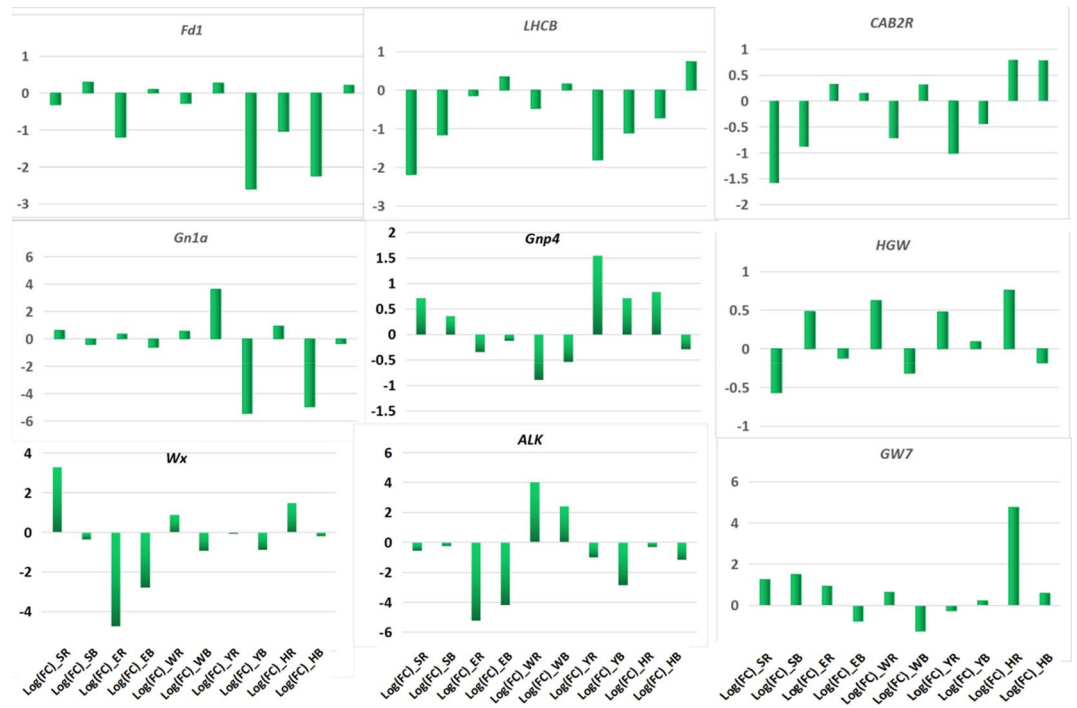 Fd1
1
0
-1
-2
-3
LHCB
1
0
-1
-2
-3
CAB2R
1
0.5
0
-0.5
-1
-1.5
-2
Gn1a
6
4
2
0
-2
-4
-6
Gnp4
2
1.5
1
0.5
0
-0.5
-1
-1.5
HGW
1
0.5
0
-0.5
-1
Wx
4
2
0
-2
-4
Log(FC)_SR
Log(FC)_SB
Log(FC)_ER
Log(FC)_EB
Log(FC)_WR
Log(FC)_WB
Log(FC)_YR
Log(FC)_YB
Log(FC)_HR
Log(FC)_HB
ALK
6
4
2
0
-2
-4
-6
Log(FC)_SR
Log(FC)_SB
Log(FC)_ER
Log(FC)_EB
Log(FC)_WR
Log(FC)_WB
Log(FC)_YR
Log(FC)_YB
Log(FC)_HR
Log(FC)_HB
GW7
6
4
2
0
Log(FC)_SR
Log(FC)_SB
Log(FC)_ER
Log(FC)_EB
Log(FC)_WR
Log(FC)_WB
Log(FC)_YR
Log(FC)_YB
Log(FC)_HR
Log(FC)_HB